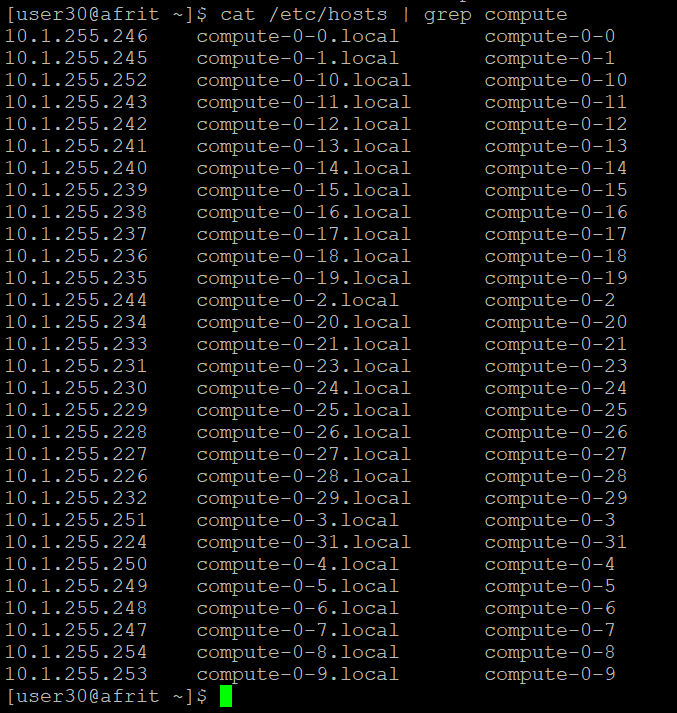 [user30@afrit ~]$ cat /etc/hosts | grep compute
10.1.255.246    compute-0-0.local       compute-0-0
10.1.255.245    compute-0-1.local       compute-0-1
10.1.255.252    compute-0-10.local      compute-0-10
10.1.255.243    compute-0-11.local      compute-0-11
10.1.255.242    compute-0-12.local      compute-0-12
10.1.255.241    compute-0-13.local      compute-0-13
10.1.255.240    compute-0-14.local      compute-0-14
10.1.255.239    compute-0-15.local      compute-0-15
10.1.255.238    compute-0-16.local      compute-0-16
10.1.255.237    compute-0-17.local      compute-0-17
10.1.255.236    compute-0-18.local      compute-0-18
10.1.255.235    compute-0-19.local      compute-0-19
10.1.255.244    compute-0-2.local       compute-0-2
10.1.255.234    compute-0-20.local      compute-0-20
10.1.255.233    compute-0-21.local      compute-0-21
10.1.255.231    compute-0-23.local      compute-0-23
10.1.255.230    compute-0-24.local      compute-0-24
10.1.255.229    compute-0-25.local      compute-0-25
10.1.255.228    compute-0-26.local      compute-0-26
10.1.255.227    compute-0-27.local      compute-0-27
10.1.255.226    compute-0-28.local      compute-0-28
10.1.255.232    compute-0-29.local      compute-0-29
10.1.255.251    compute-0-3.local       compute-0-3
10.1.255.224    compute-0-31.local      compute-0-31
10.1.255.250    compute-0-4.local       compute-0-4
10.1.255.249    compute-0-5.local       compute-0-5
10.1.255.248    compute-0-6.local       compute-0-6
10.1.255.247    compute-0-7.local       compute-0-7
10.1.255.254    compute-0-8.local       compute-0-8
10.1.255.253    compute-0-9.local       compute-0-9
[user30@afrit ~]$